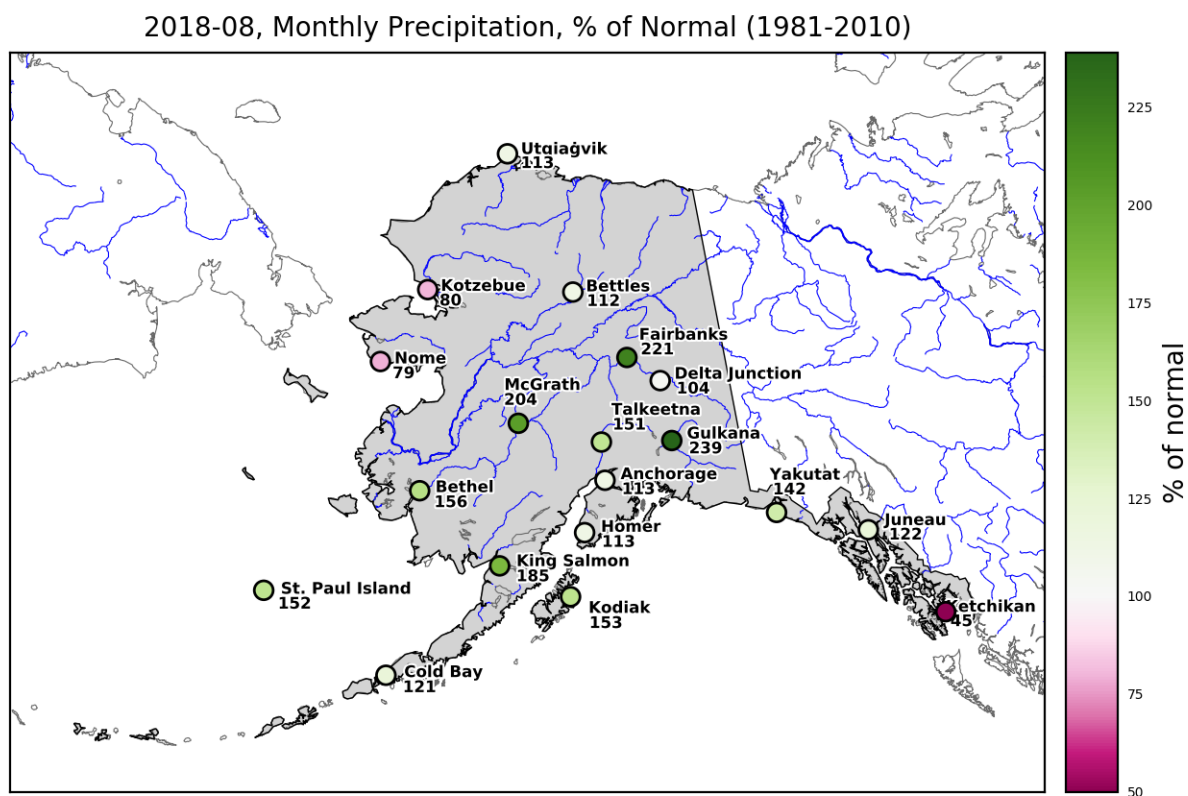 2018-08, Monthly Precipitation, % of Normal (1981-2010)
Utqiaġvik
113
Kotzebue
80
Bettles
112
Fairbanks
221
Nome
79
Delta Junction
104
McGrath
204
Talkeetna
151
Gulkana
239
Anchorage
113
Yakutat
142
Bethel
156
Juneau
122
Homer
113
King Salmon
185
St. Paul Island
152
Kodiak
153
Ketchikan
45
Cold Bay
121
225
200
175
150
125
100
75
50
% of normal